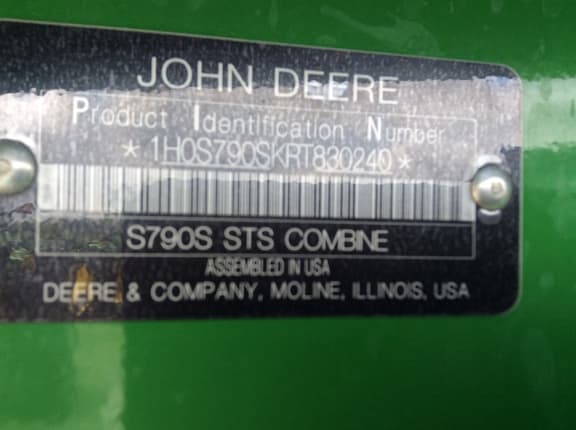 JOHN DEERE
Product Identification Number
*1H0S790SKRT830240*
S790S STS COMBINE
ASSEMBLED IN USA
DEERE & COMPANY, MOLINE, ILLINOIS, USA